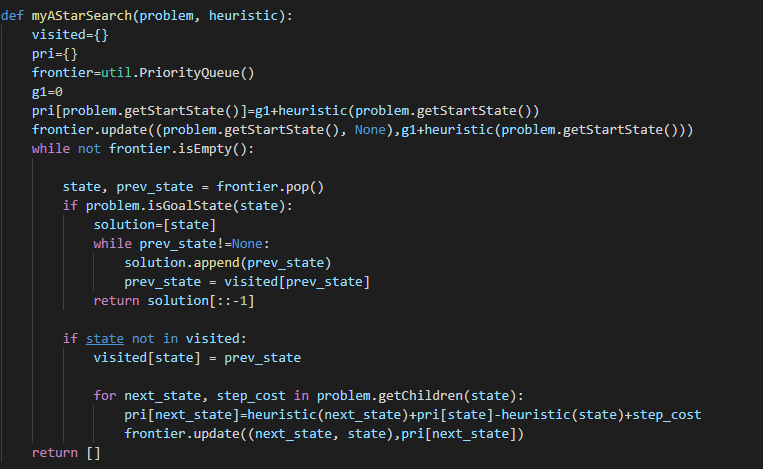 def myAStarSearch(problem, heuristic):
    visited={}
    pri={}
    frontier=util.PriorityQueue()
    g1=0
    pri[problem.getStartState()]=g1+heuristic(problem.getStartState())
    frontier.update((problem.getStartState(), None),g1+heuristic(problem.getStartState()))
    while not frontier.isEmpty():

        state, prev_state = frontier.pop()
        if problem.isGoalState(state):
            solution=[state]
            while prev_state!=None:
                solution.append(prev_state)
                prev_state = visited[prev_state]
            return solution[::-1]

        if state not in visited:
            visited[state] = prev_state

            for next_state, step_cost in problem.getChildren(state):
                pri[next_state]=heuristic(next_state)+pri[state]-heuristic(state)+step_cost
                frontier.update((next_state, state),pri[next_state])
    return []